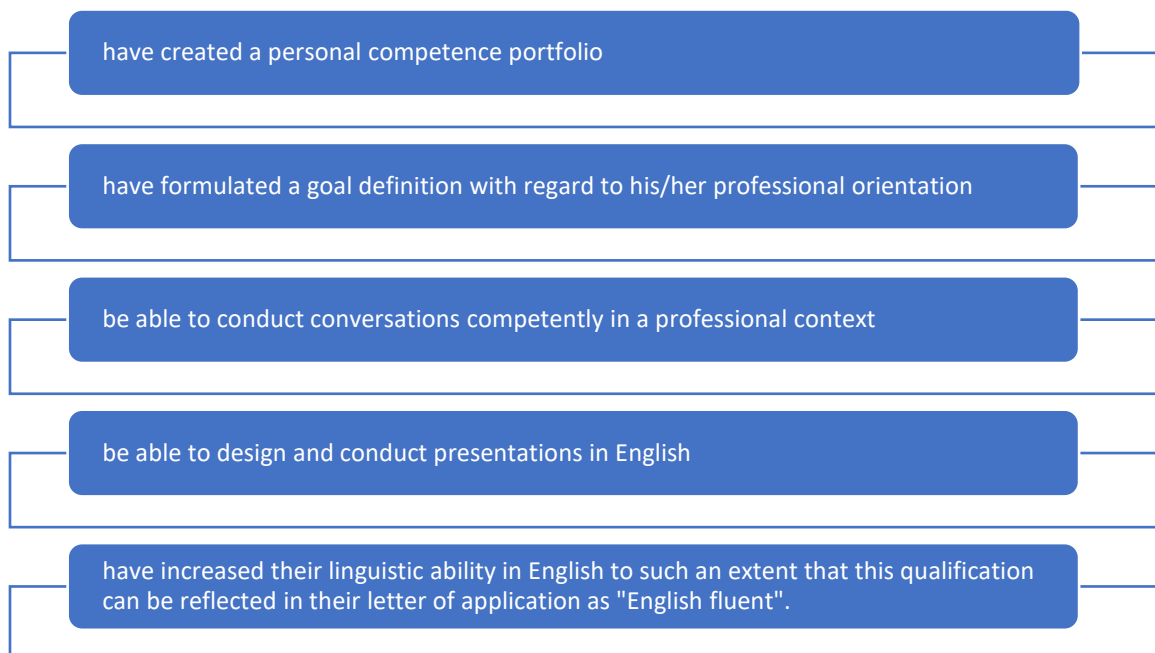 have created a personal competence portfolio
have formulated a goal definition with regard to his/her professional orientation
be able to conduct conversations competently in a professional context
be able to design and conduct presentations in English
have increased their linguistic ability in English to such an extent that this qualification
can be reflected in their letter of application as "English fluent".